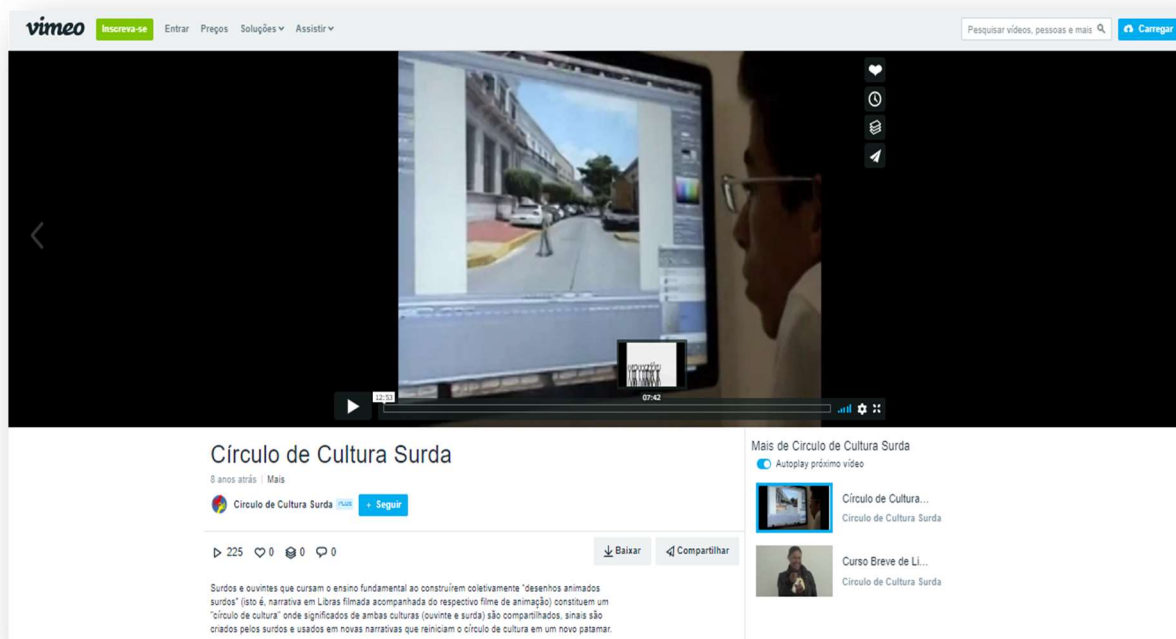 vimeo Inscreva-se Entrar Preços Soluções Assistir Pesquisar vídeos, pessoas e mais Carregar
12:53 07:42
Círculo de Cultura Surda
8 anos atrás | Mais
Circulo de Cultura Surda PLUS + Seguir
225 0 0 0 Baixar Compartilhar
Surdos e ouvintes que cursam o ensino fundamental ao construírem coletivamente "desenhos animados
surdos" (isto é, narrativa em Libras filmada acompanhada do respectivo filme de animação) constituem um
"círculo de cultura" onde significados de ambas culturas (ouvinte e surda) são compartilhados, sinais são
criados pelos surdos e usados em novas narrativas que reiniciam o círculo de cultura em um novo patamar.
Mais de Circulo de Cultura Surda
Autoplay próximo vídeo
Círculo de Cultura...
Circulo de Cultura Surda
Curso Breve de Li...
Circulo de Cultura Surda